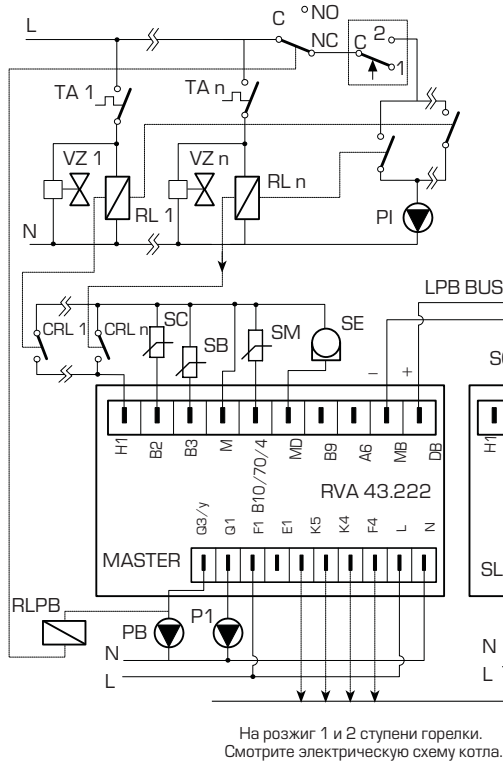 L
C
°NO
NC
C
2
1
TA 1
TA n
VZ 1
VZ n
RL 1
RL n
PI
N
LPB BUS
CRL 1
CRL n
SC
SB
SM
SE
–
+
H1
B2
B3
M
B10/70/4
MD
B9
A6
MB
DB
H1
RVA 43.222
Q3/y
Q1
F1
E1
K5
K4
F4
L
N
MASTER
SL
RLPB
PB
P1
N
L
N
L
На розжиг 1 и 2 ступени горелки.
Смотрите электрическую схему котла.